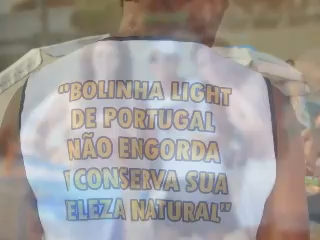 "BOLINHA LIGHT
DE PORTUGAL
NÃO ENGORDA
CONSERVA SUA
ELEZA NATURAL"